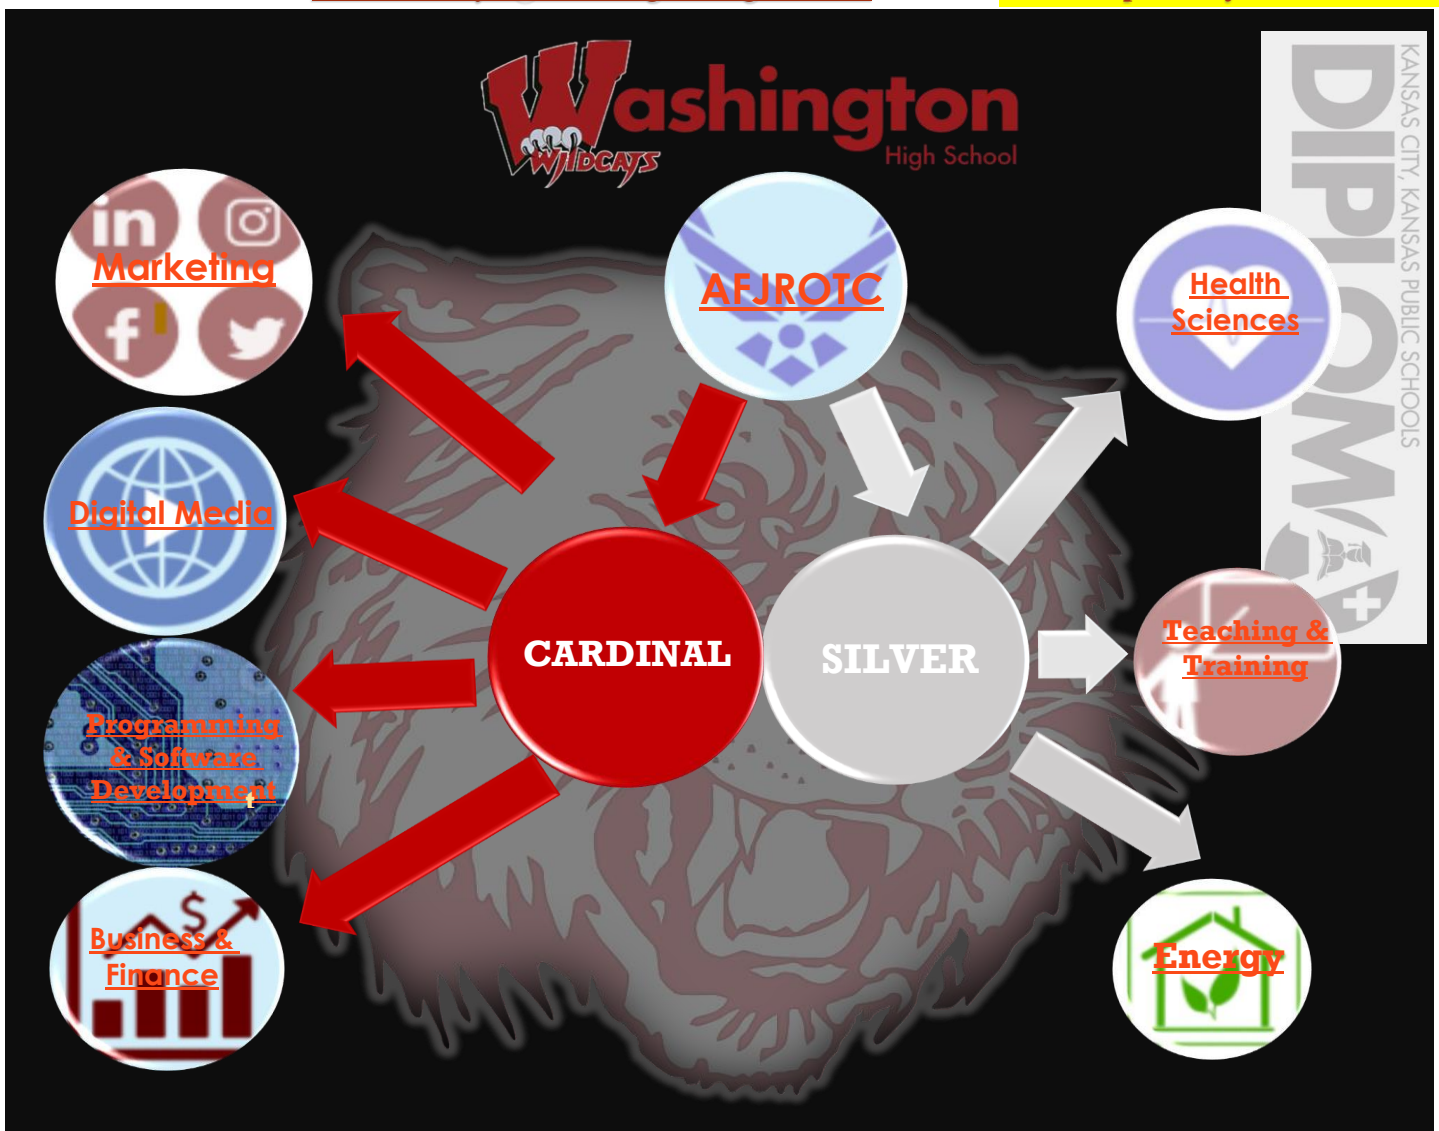 Washington
High School
WILDCATS
KANSAS CITY, KANSAS PUBLIC SCHOOLS
DIPLOMA+
in
Marketing
f
AFJROTC
Health
Sciences
Digital Media
CARDINAL
SILVER
Teaching &
Training
Programming
& Software
Development
t
Business &
Finance
$
Energy